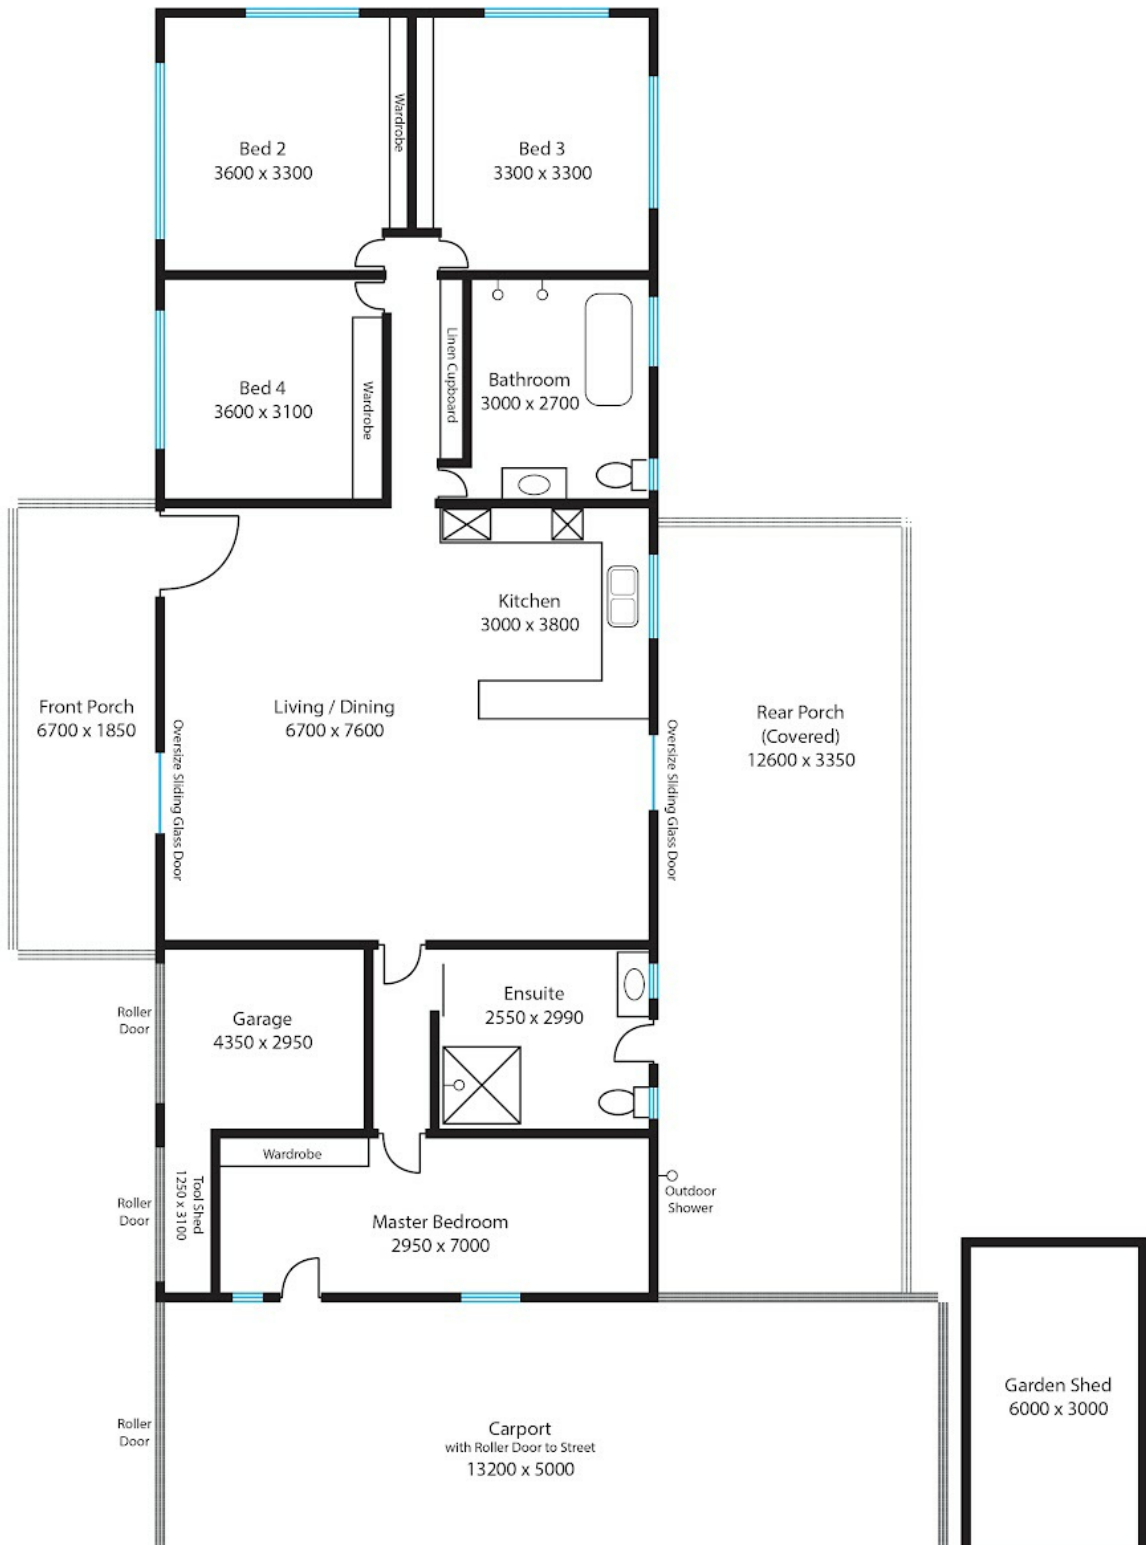 Bed 2
3600 x 3300
Wardrobe
Bed 3
3300 x 3300
Bed 4
3600 x 3100
Wardrobe
Linen Cupboard
Bathroom
3000 x 2700
Kitchen
3000 x 3800
Front Porch
6700 x 1850
Oversize Sliding Glass Door
Living / Dining
6700 x 7600
Oversize Sliding Glass Door
Rear Porch
(Covered)
12600 x 3350
Roller
Door
Garage
4350 x 2950
Ensuite
2550 x 2990
Roller
Door
Tool Shed
1250 x 3100
Wardrobe
Master Bedroom
2950 x 7000
Outdoor
Shower
Roller
Door
Carport
with Roller Door to Street
13200 x 5000
Garden Shed
6000 x 3000